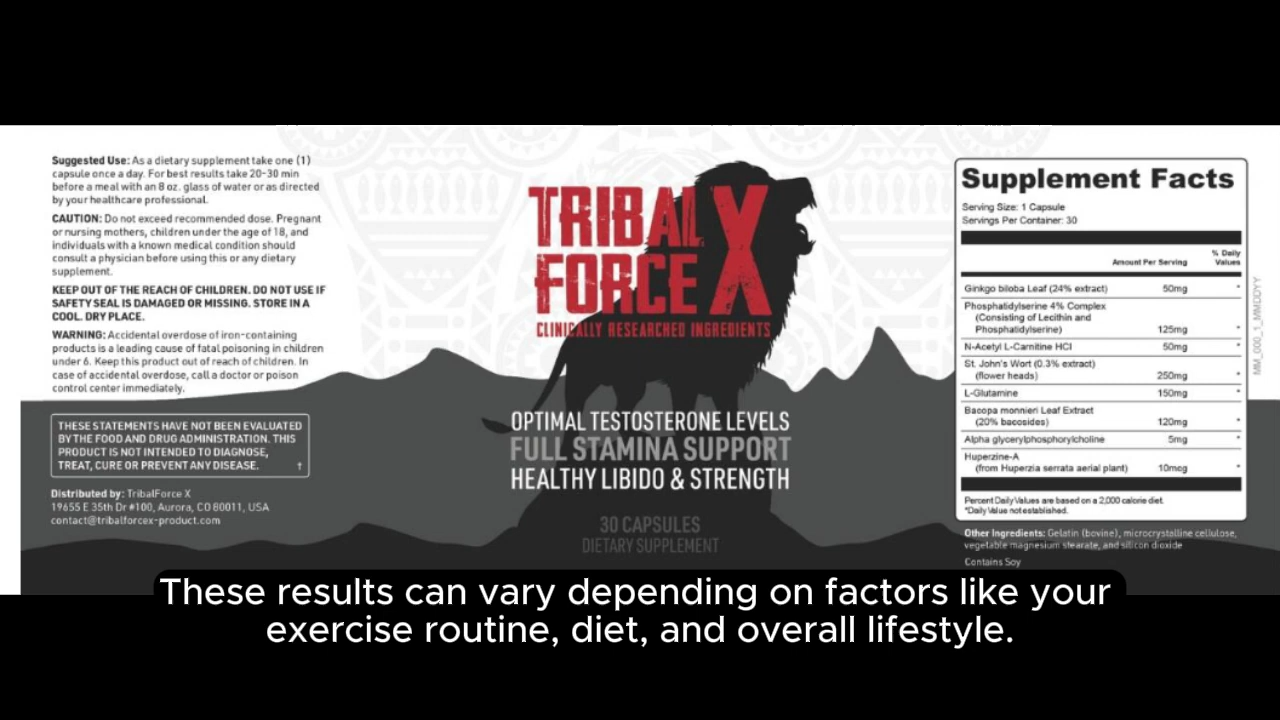 Suggested Use: As a dietary supplement take one (1)
capsule once a day. For best results take 20-30 min
before a meal with an 8 oz. glass of water or as directed
by your healthcare professional.
CAUTION: Do not exceed recommended dose. Pregnant
or nursing mothers, children under the age of 18, and
individuals with a known medical condition should
consult a physician before using this or any dietary
supplement.
KEEP OUT OF THE REACH OF CHILDREN. DO NOT USE IF
SAFETY SEAL IS DAMAGED OR MISSING. STORE IN A
COOL. DRY PLACE.
WARNING: Accidental overdose of iron-containing
products is a leading cause of fatal poisoning in children
under 6. Keep this product out of reach of children. In
case of accidental overdose, call a doctor or poison
control center immediately.
THESE STATEMENTS HAVE NOT BEEN EVALUATED
BY THE FOOD AND DRUG ADMINISTRATION. THIS
PRODUCT IS NOT INTENDED TO DIAGNOSE,
TREAT, CURE OR PREVENT ANY DISEASE. †
Distributed by: TribalForce X
19655 E 35th Dr #100, Aurora, CO 80011, USA
contact@tribalforcex-product.com
TRIBAL
FORCE X
CLINICALLY RESEARCHED INGREDIENTS
OPTIMAL TESTOSTERONE LEVELS
FULL STAMINA SUPPORT
HEALTHY LIBIDO & STRENGTH
30 CAPSULES
DIETARY SUPPLEMENT
Supplement Facts
Serving Size: 1 Capsule
Servings Per Container: 30
Amount Per Serving % Daily
Values
Ginkgo biloba Leaf (24% extract) 50mg *
Phosphatidylserine 4% Complex
(Consisting of Lecithin and
Phosphatidylserine) 125mg *
N-Acetyl L-Carnitine HCl 50mg *
St. John's Wort (0.3% extract)
(flower heads) 250mg *
L-Glutamine 150mg *
Bacopa monnieri Leaf Extract
(20% bacosides) 120mg *
Alpha glycerylphosphorylcholine 5mg *
Huperzine-A
(from Huperzia serrata aerial plant) 10mcg *
Percent Daily Values are based on a 2,000 calorie diet.
*Daily Value not established.
Other Ingredients: Gelatin (bovine), microcrystalline cellulose,
vegetable magnesium stearate, and silicon dioxide
Contains Soy
MM_000_1_MMDDYY
These results can vary depending on factors like your
exercise routine, diet, and overall lifestyle.